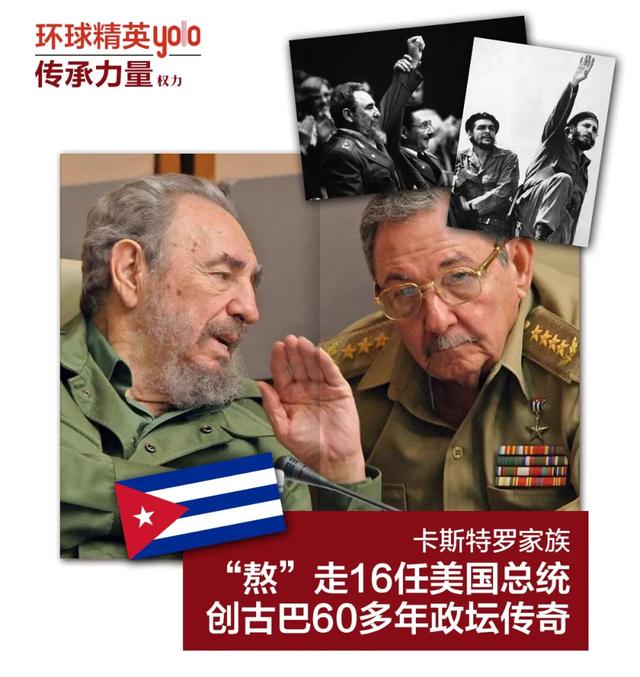 环球精英yolo
传承力量 权力
卡斯特罗家族
“熬”走16任美国总统
创古巴60多年政坛传奇